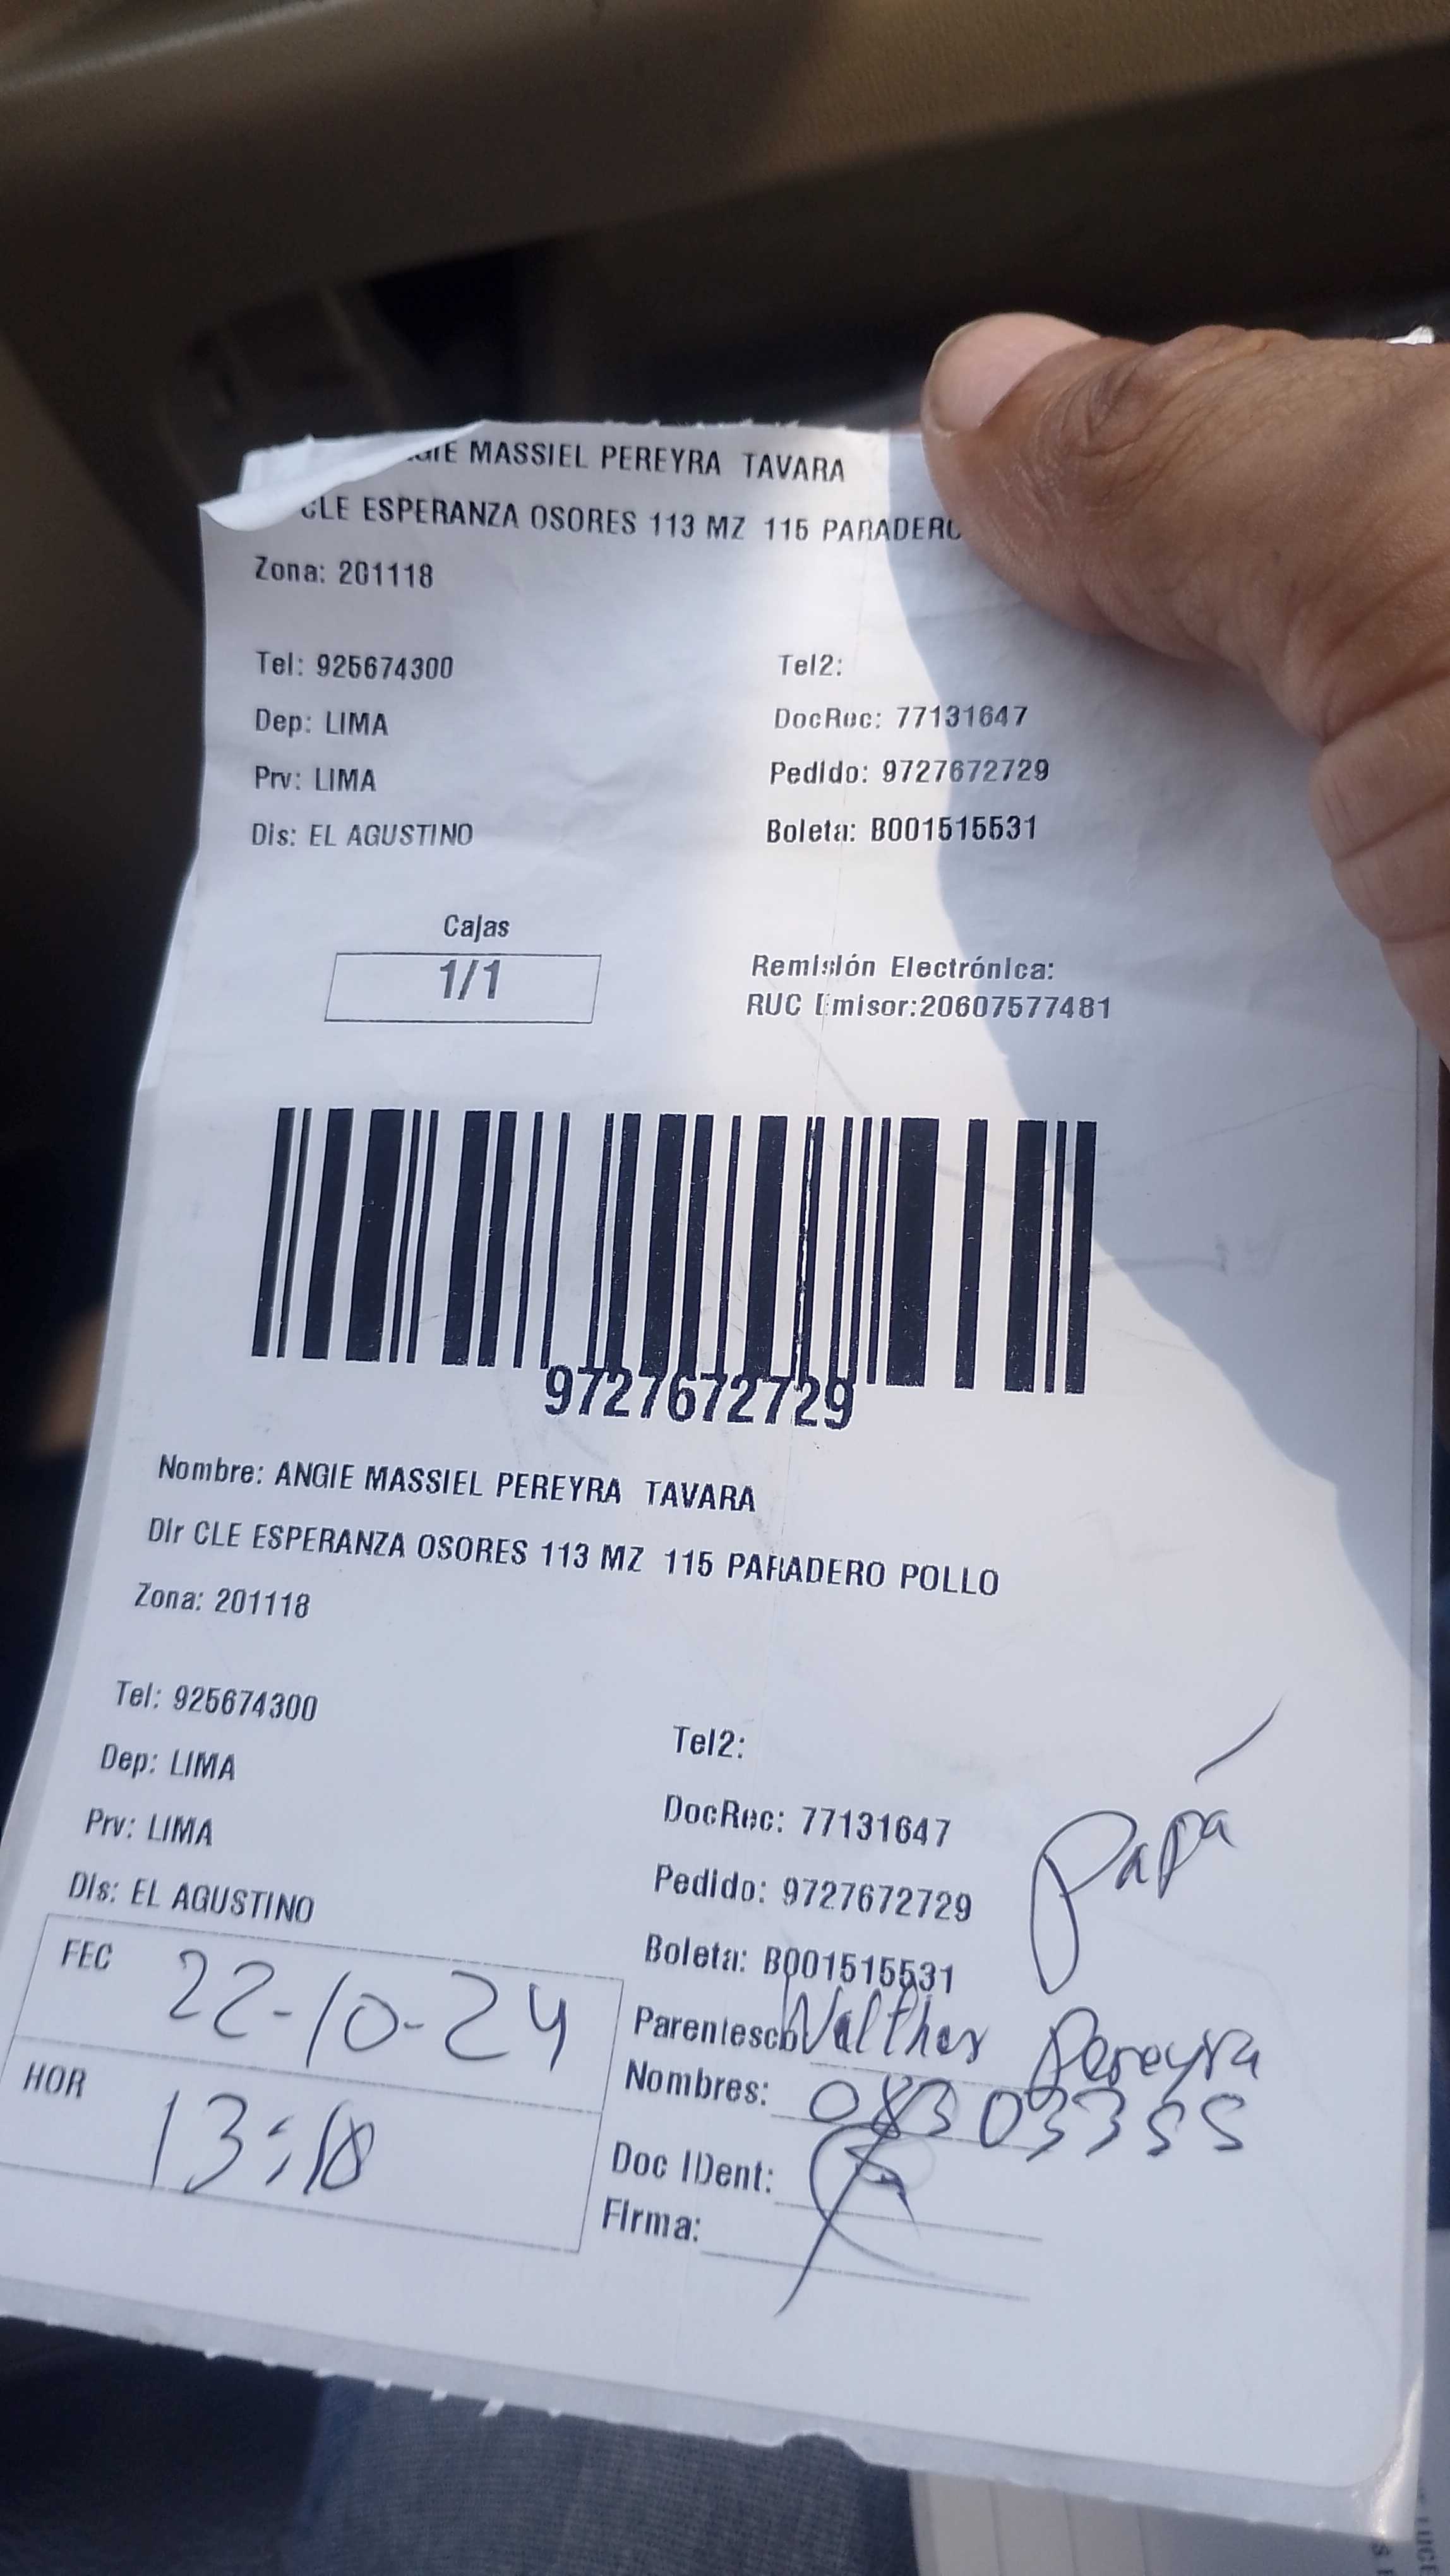 MASSIEL PEREYRA TAVARA
CLE ESPERANZA OSORES 113 MZ 115 PARADERO
Zona: 201118
Tel: 925674300 Tel2:
Dep: LIMA DocRec: 77131647
Prv: LIMA Pedido: 9727672729
Dis: EL AGUSTINO Boleta: B001515531
Cajas
1/1
Remisión Electrónica:
RUC Emisor:20607577481
9727672729
Nombre: ANGIE MASSIEL PEREYRA TAVARA
Dir CLE ESPERANZA OSORES 113 MZ 115 PARADERO POLLO
Zona: 201118
Tel: 925674300 Tel2:
Dep: LIMA DocRec: 77131647
Prv: LIMA Pedido: 9727672729
Dis: EL AGUSTINO Boleta: B001515531
Papá
FEC 22-10-24
HOR 13:18
Parentesco Walther Pereyra
Nombres: 08303355
Doc IDent:
Firma: